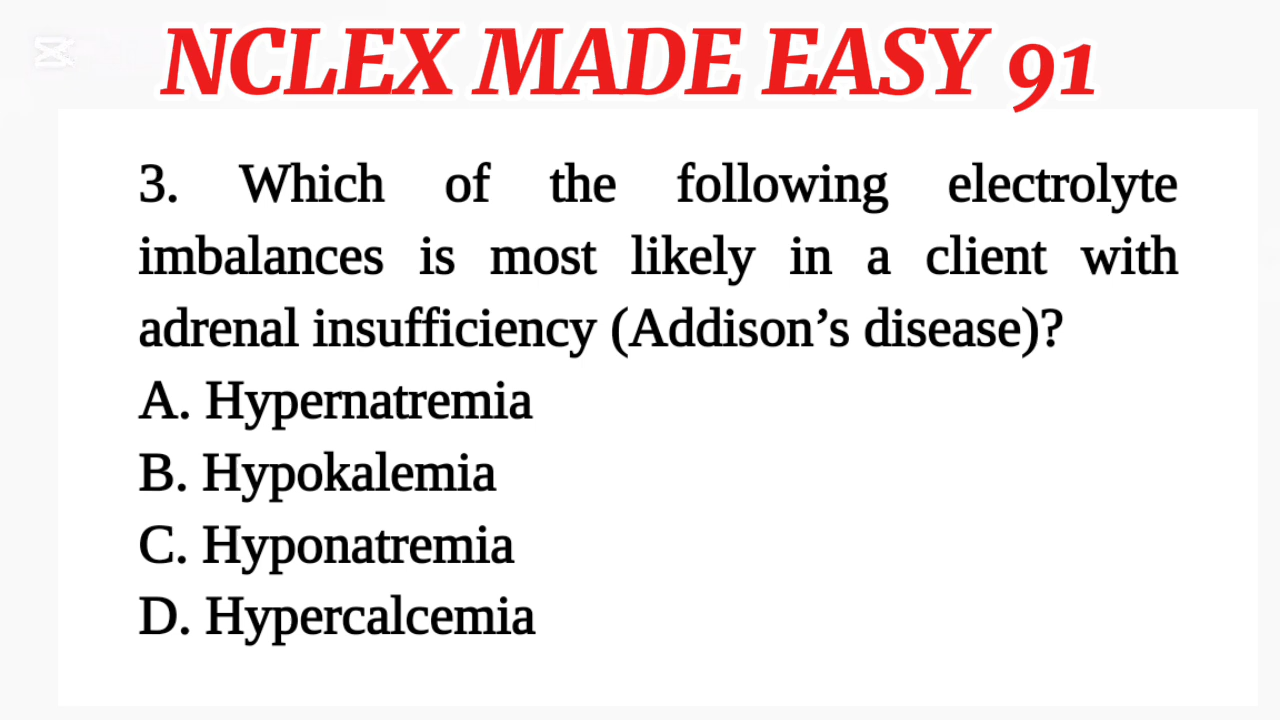 NCLEX MADE EASY 91
3. Which of the following electrolyte
imbalances is most likely in a client with
adrenal insufficiency (Addison’s disease)?
A. Hypernatremia
B. Hypokalemia
C. Hyponatremia
D. Hypercalcemia